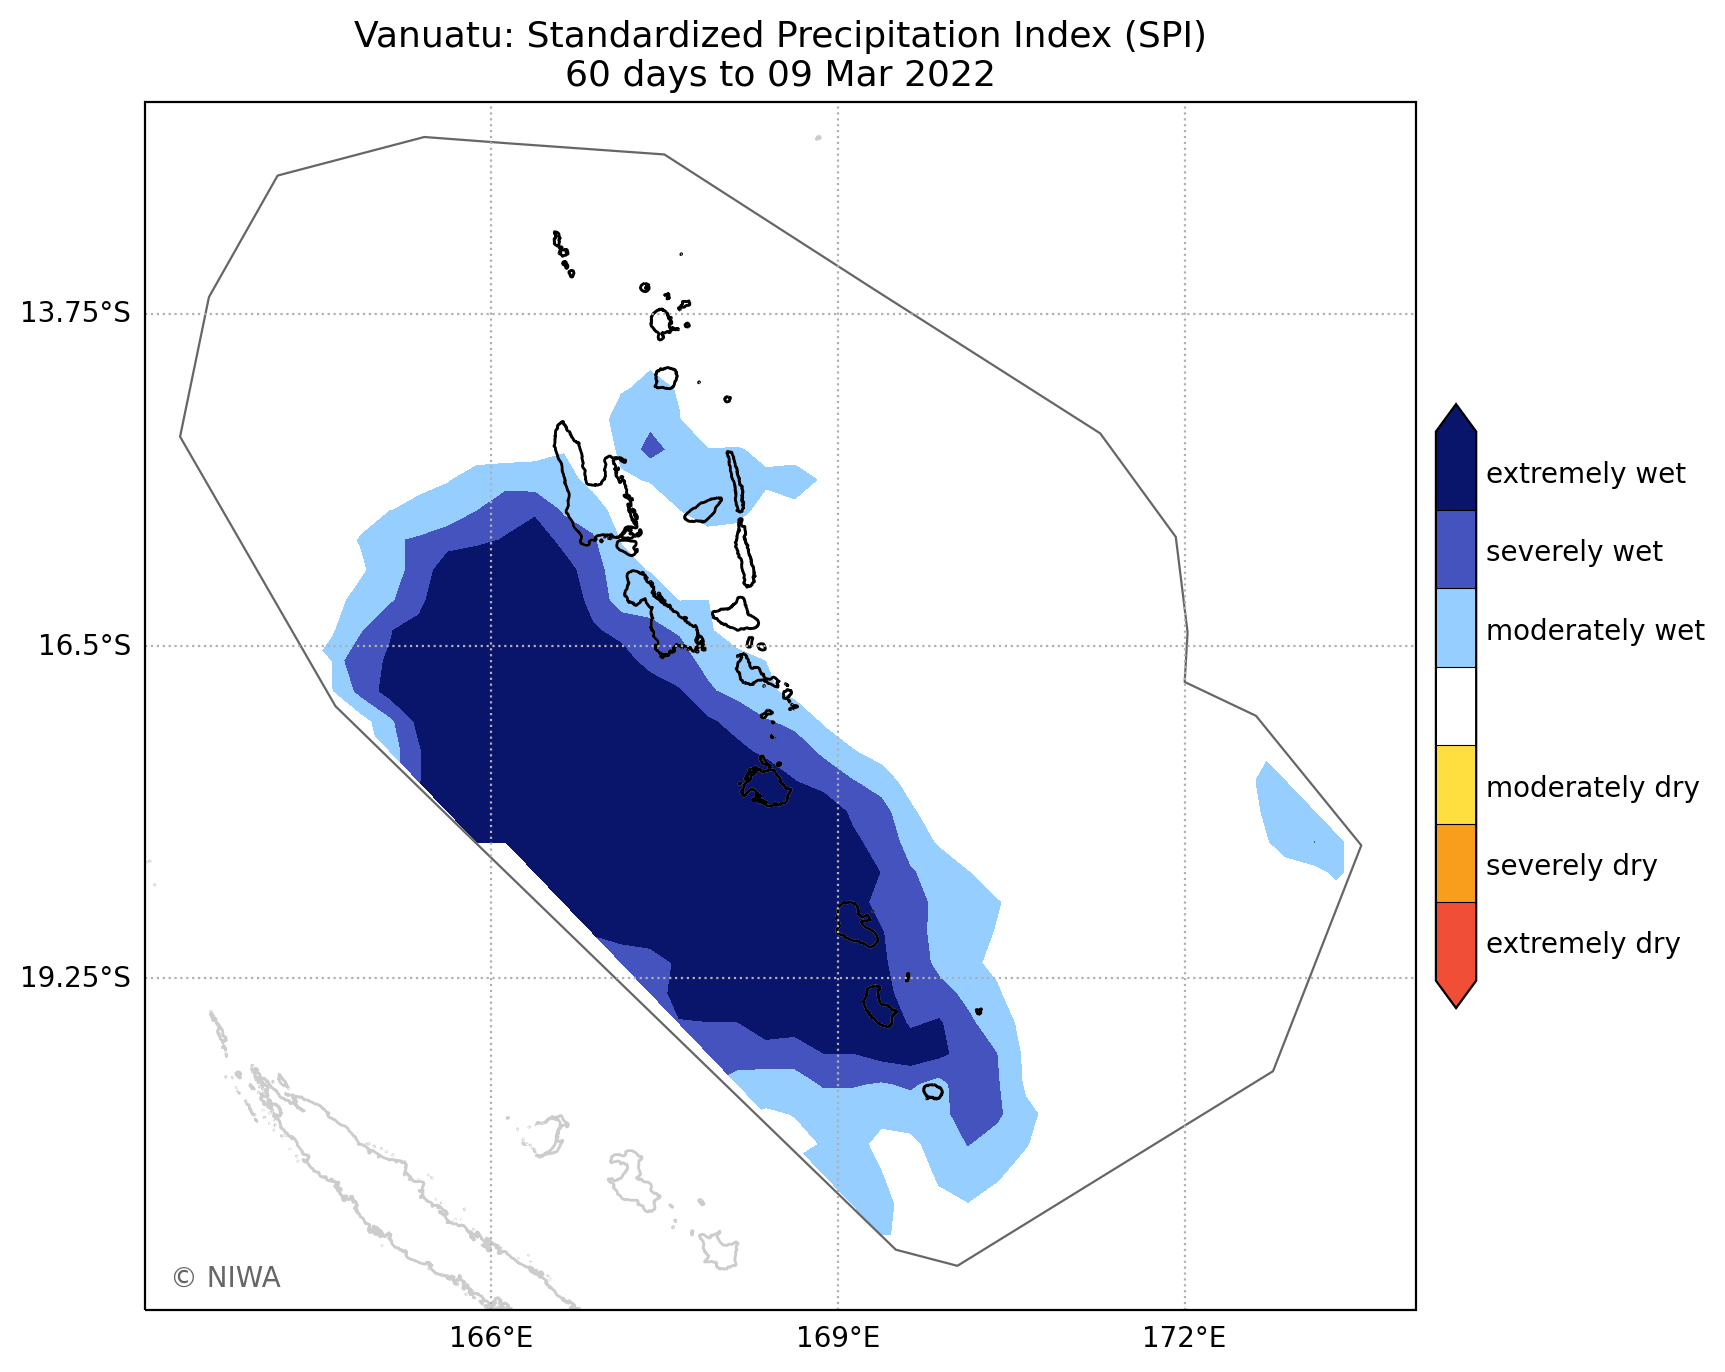 Vanuatu: Standardized Precipitation Index (SPI)
60 days to 09 Mar 2022
13.75°S
16.5°S
19.25°S
extremely wet
severely wet
moderately wet
moderately dry
severely dry
extremely dry
© NIWA
166°E 169°E 172°E